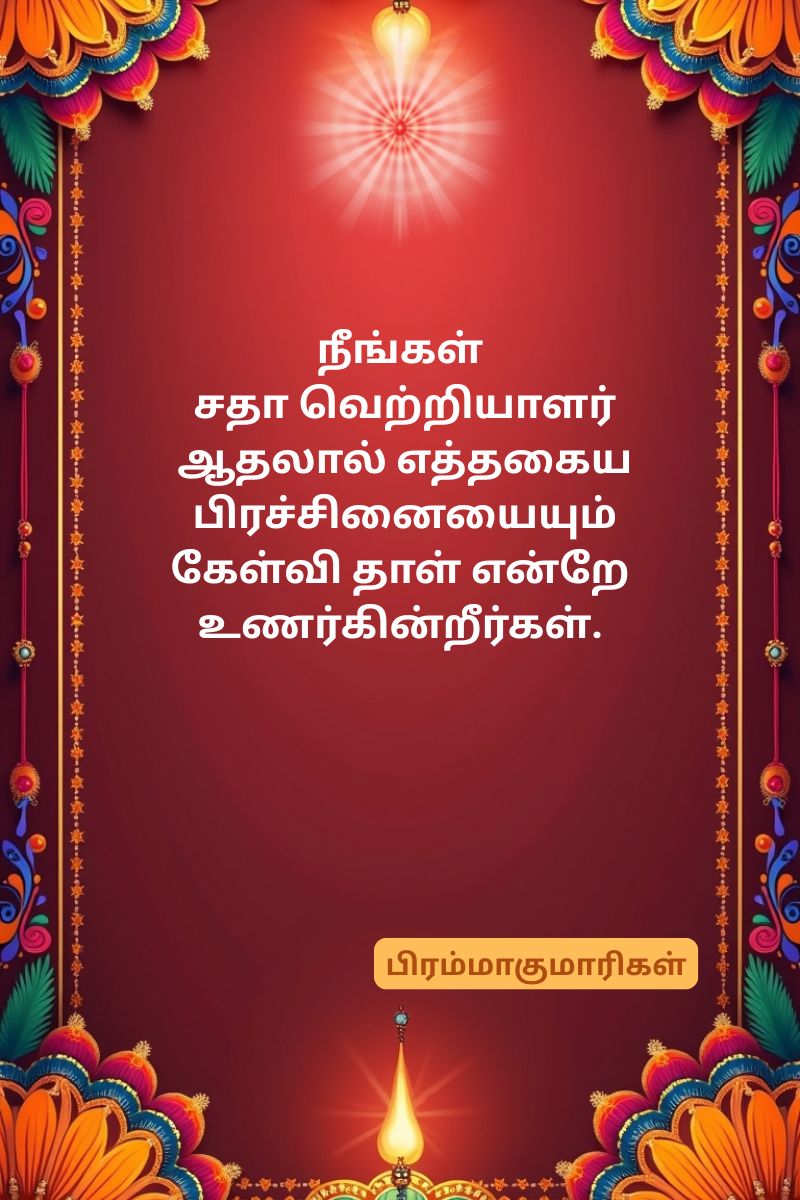 நீங்கள்
சதா வெற்றியாளர்
ஆதலால் எத்தகைய
பிரச்சினையையும்
கேள்வி தாள் என்றே
உணர்கின்றீர்கள்.
பிரம்மாகுமாரிகள்